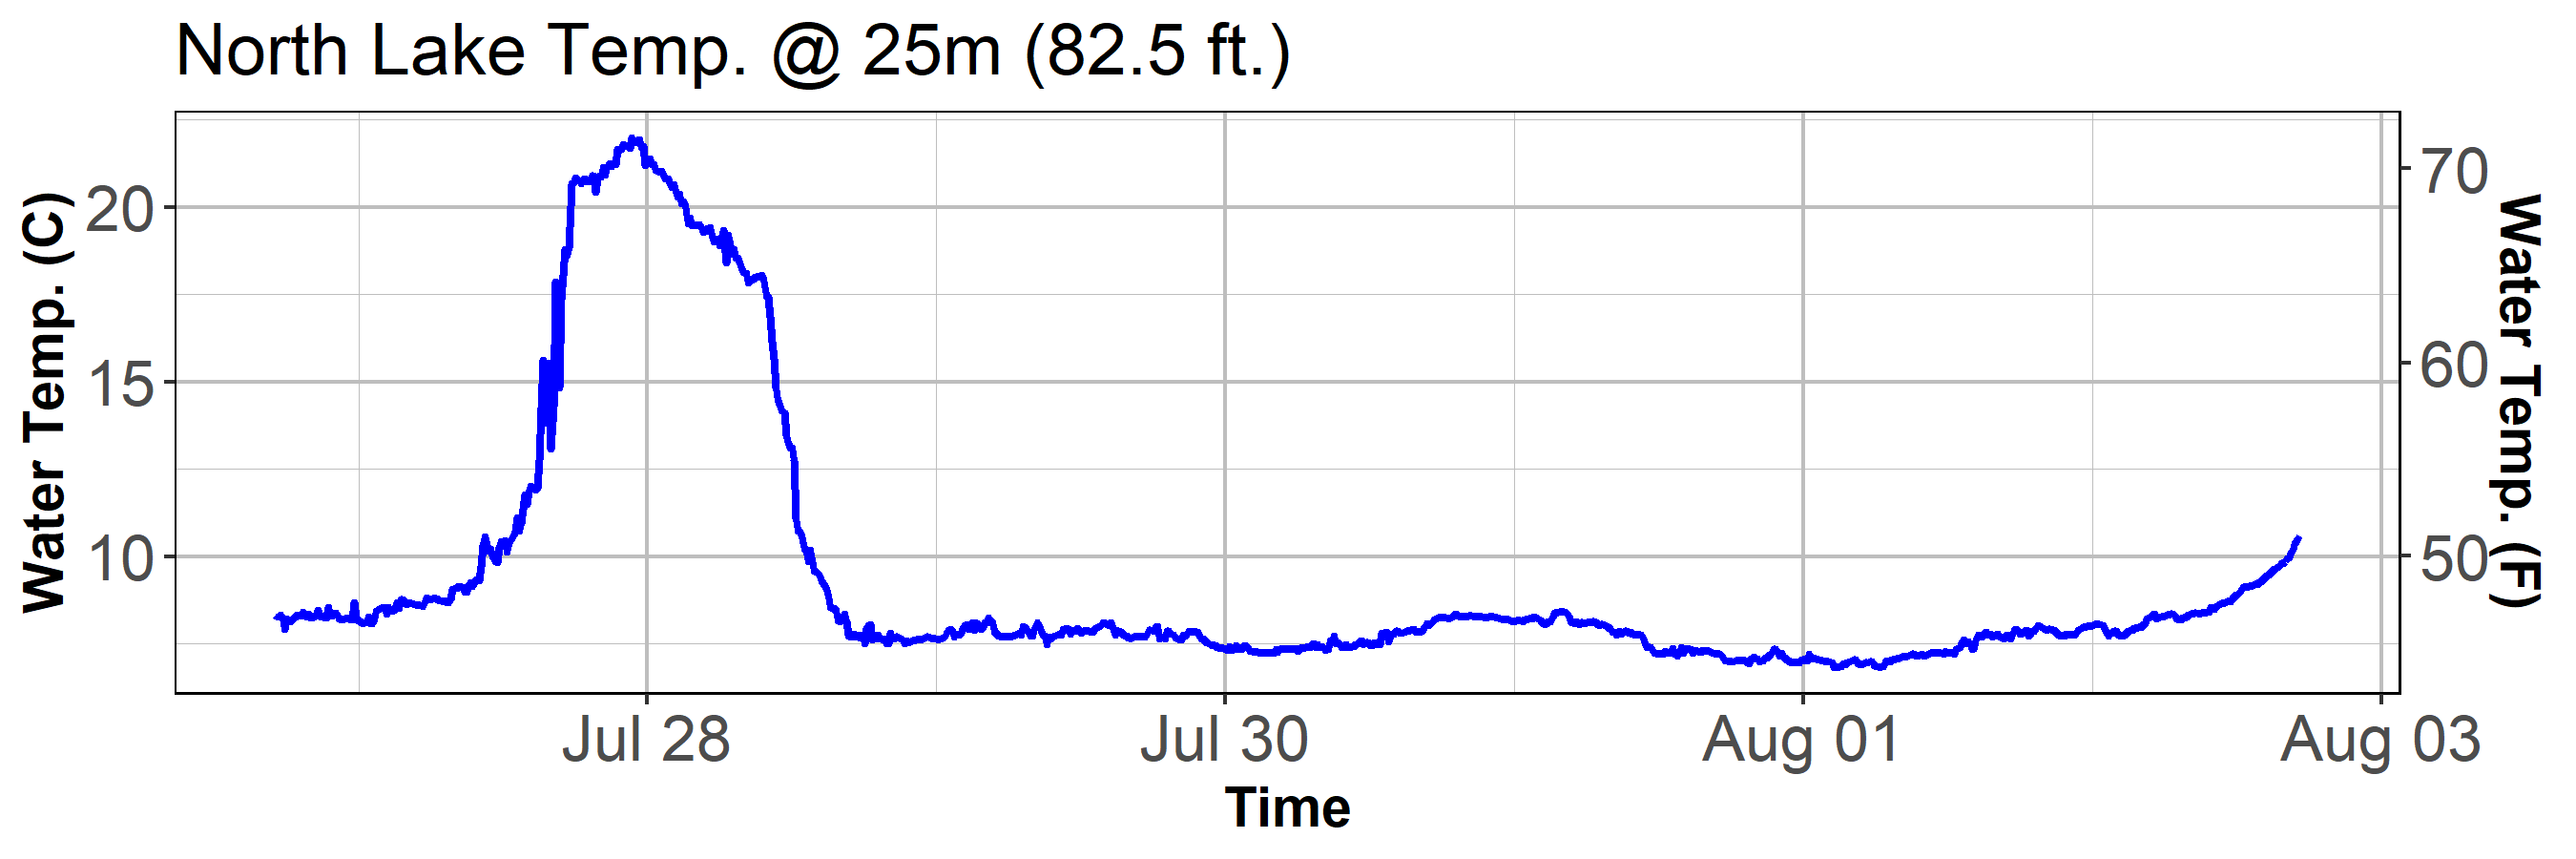 North Lake Temp. @ 25m (82.5 ft.)
Water Temp. (C)
20
15
10
70
60
50
Water Temp. (F)
Jul 28
Jul 30
Aug 01
Aug 03
Time